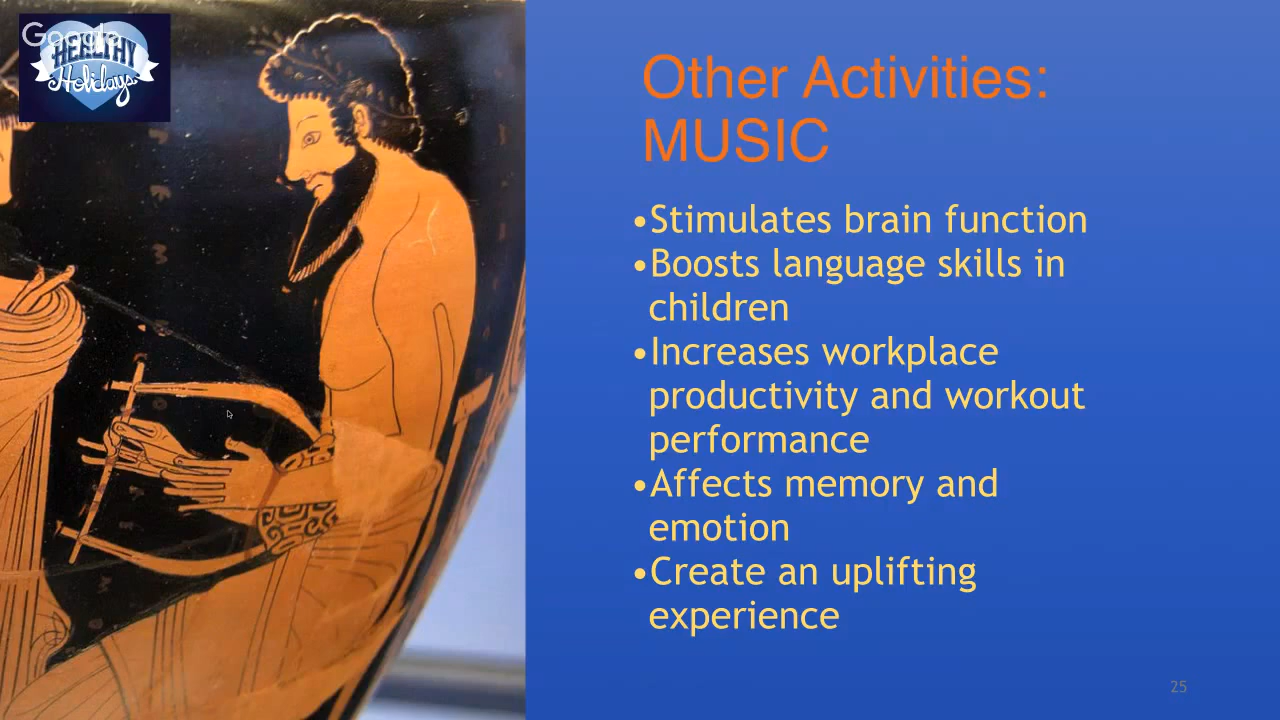 Google
HEALTHY
Holidays
Other Activities:
MUSIC
•Stimulates brain function
•Boosts language skills in
children
•Increases workplace
productivity and workout
performance
•Affects memory and
emotion
•Create an uplifting
experience
25